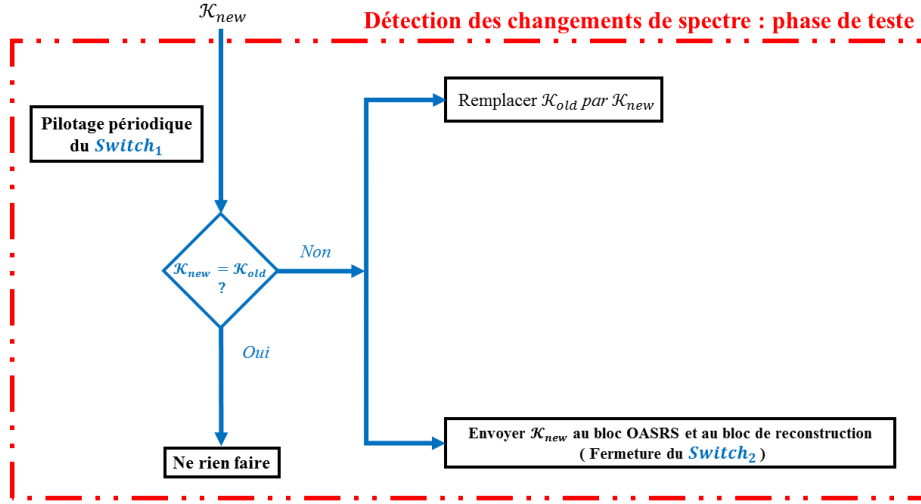 𝒦new
Détection des changements de spectre : phase de teste
Remplacer 𝒦old par 𝒦new
Pilotage périodique
du Switch1
Non
𝒦new = 𝒦old
?
Oui
Envoyer 𝒦new au bloc OASRS et au bloc de reconstruction
( Fermeture du Switch2 )
Ne rien faire